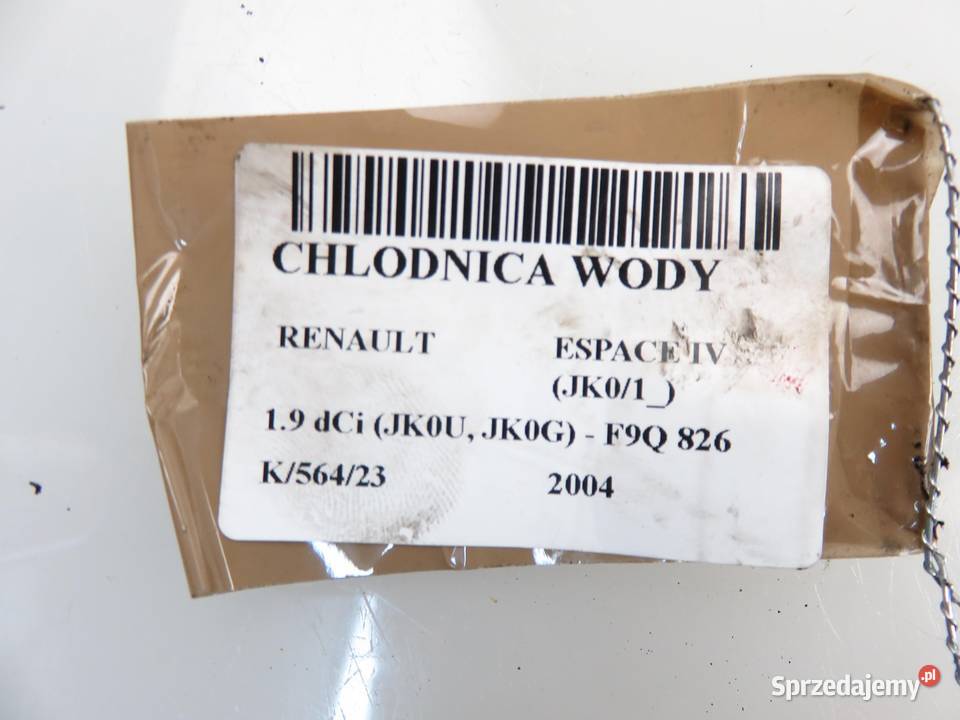 CHLODNICA WODY
RENAULT ESPACE IV
(JK0/1_)
1.9 dCi (JK0U, JK0G) - F9Q 826
K/564/23 2004
Sprzedajemy.pl